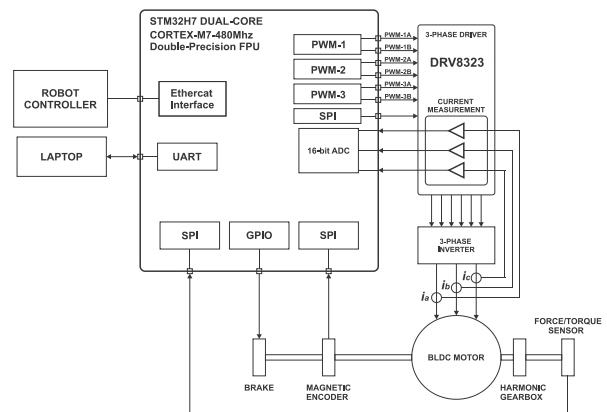 STM32H7 DUAL-CORE
CORTEX-M7-480Mhz
Double-Precision FPU
ROBOT
CONTROLLER
Ethercat
Interface
LAPTOP
UART
PWM-1
PWM-2
PWM-3
SPI
16-bit ADC
PWM-1A
PWM-1B
PWM-2A
PWM-2B
PWM-3A
PWM-3B
3-PHASE DRIVER
DRV8323
CURRENT
MEASUREMENT
SPI
GPIO
SPI
3-PHASE
INVERTER
ic
ib
ia
BLDC MOTOR
FORCE/TORQUE
SENSOR
BRAKE
MAGNETIC
ENCODER
HARMONIC
GEARBOX